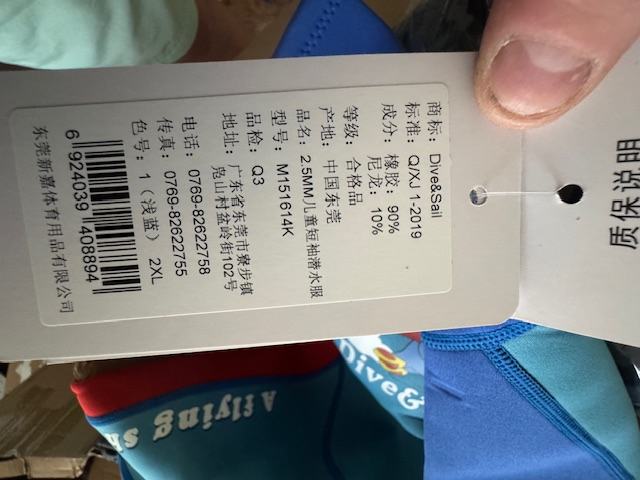 商标：Dive&Sail
标准：Q/XJ 1-2019
成分：橡胶：90%
尼龙：10%
等级：合格品
产地：中国东莞
品名：2.5MM儿童短袖潜水服
型号：M151614K
品检：Q3
地址：广东省东莞市寮步镇
凫山村盆岭街102号
电话：0769-82622758
传真：0769-82622755
色号：1（浅蓝） 2XL
6 924039 408894
东莞新嘉体育用品有限公司
质保说明
Dive&
A flying